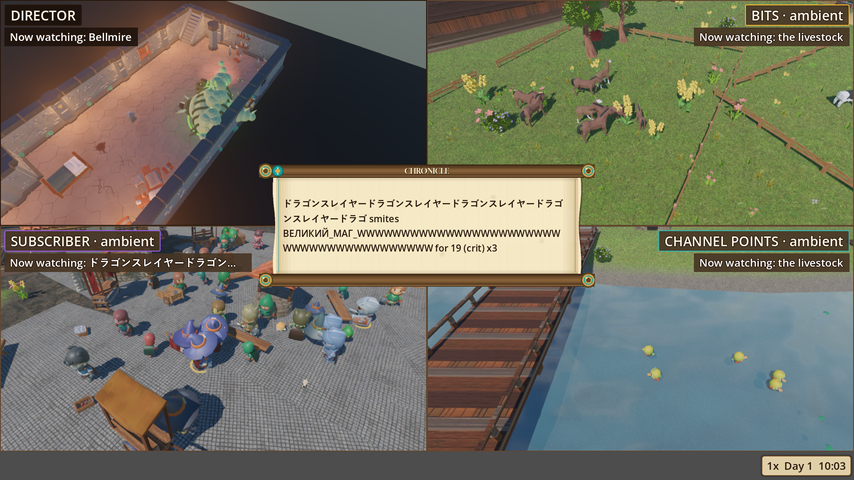 DIRECTOR
Now watching: Bellmire
BITS · ambient
Now watching: the livestock
CHRONICLE
ドラゴンスレイヤードラゴンスレイヤードラゴンスレイヤードラゴ
ンスレイヤードラゴ smites
ВЕЛИКИЙ_МАГ_WWWWWWWWWWWWWWWWWWWWWWW
WWWWWWWWWWWWWWWWW for 19 (crit) x3
SUBSCRIBER · ambient
Now watching: ドラゴンスレイヤードラゴン...
CHANNEL POINTS · ambient
Now watching: the livestock
1x Day 1 10:03